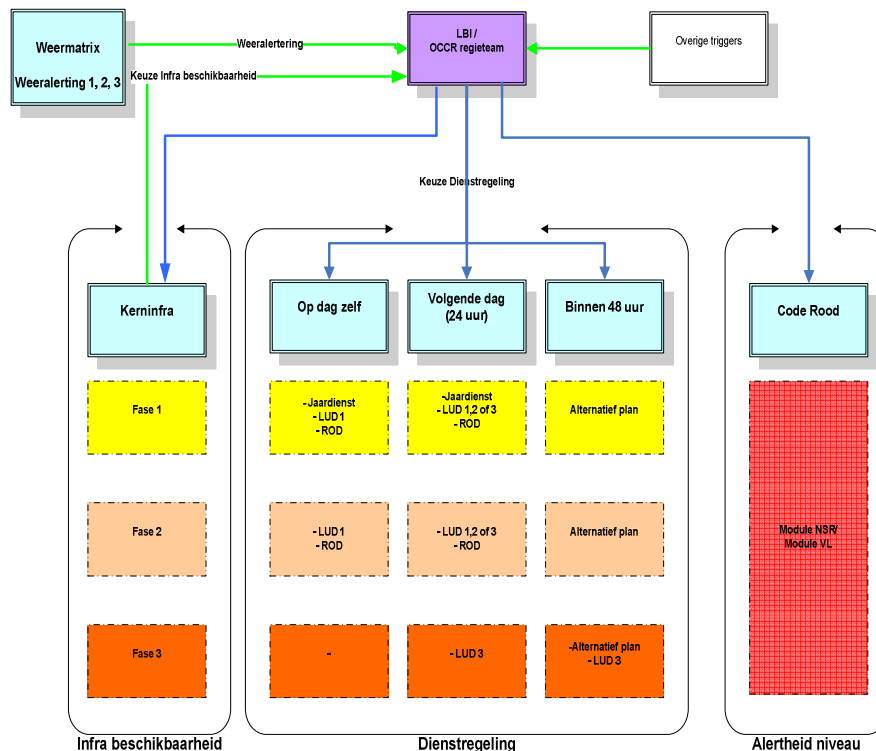 Weermatrix
Weeralerting 1, 2, 3
Weeralertering
Keuze Infra beschikbaarheid
LBI /
OCCR regieteam
Overige triggers
Keuze Dienstregeling
Kerninfra
Op dag zelf
Volgende dag
(24 uur)
Binnen 48 uur
Code Rood
Fase 1
- Jaardienst
- LUD 1
- ROD
-Jaardienst
- LUD 1,2 of 3
- ROD
Alternatief plan
Fase 2
- LUD 1
- ROD
- LUD 1,2 of 3
- ROD
Alternatief plan
Module NSR/
Module VL
Fase 3
-
- LUD 3
-Alternatief plan
- LUD 3
Infra beschikbaarheid
Dienstregeling
Alertheid niveau